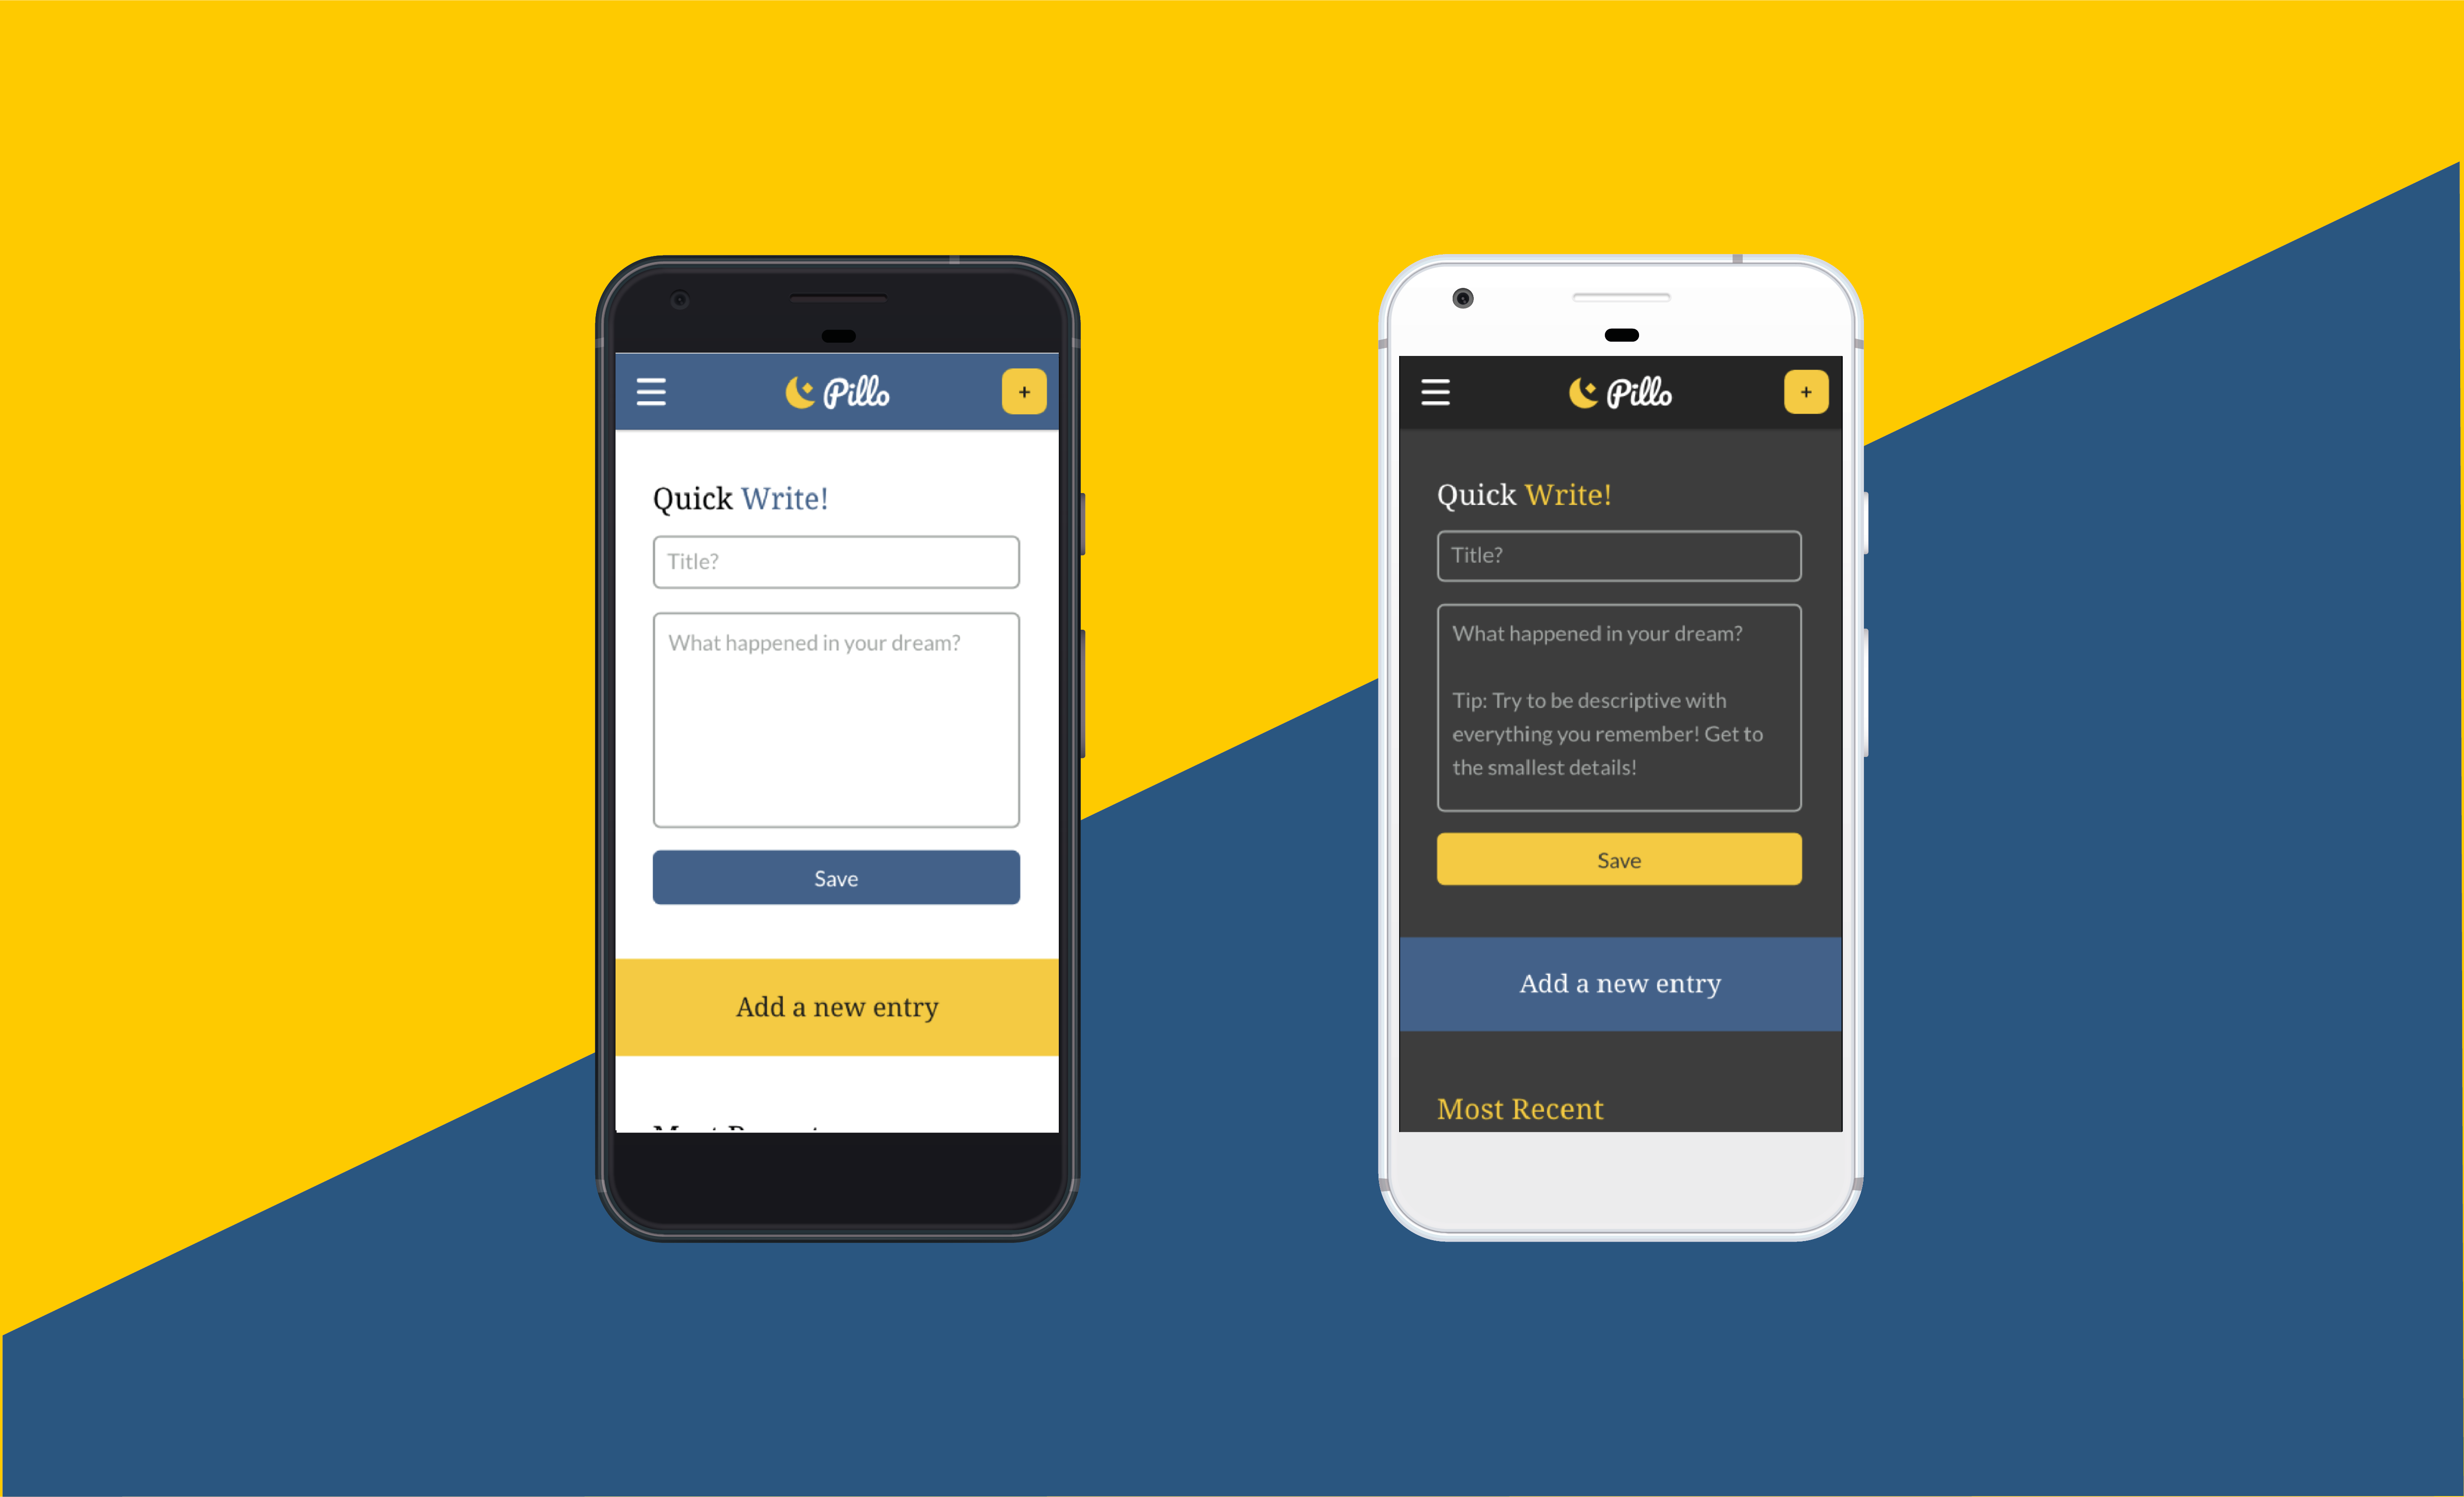 Pillo
+
Quick Write!
Title?
What happened in your dream?
Save
Add a new entry
Pillo
+
Quick Write!
Title?
What happened in your dream?
Tip: Try to be descriptive with
everything you remember! Get to
the smallest details!
Save
Add a new entry
Most Recent